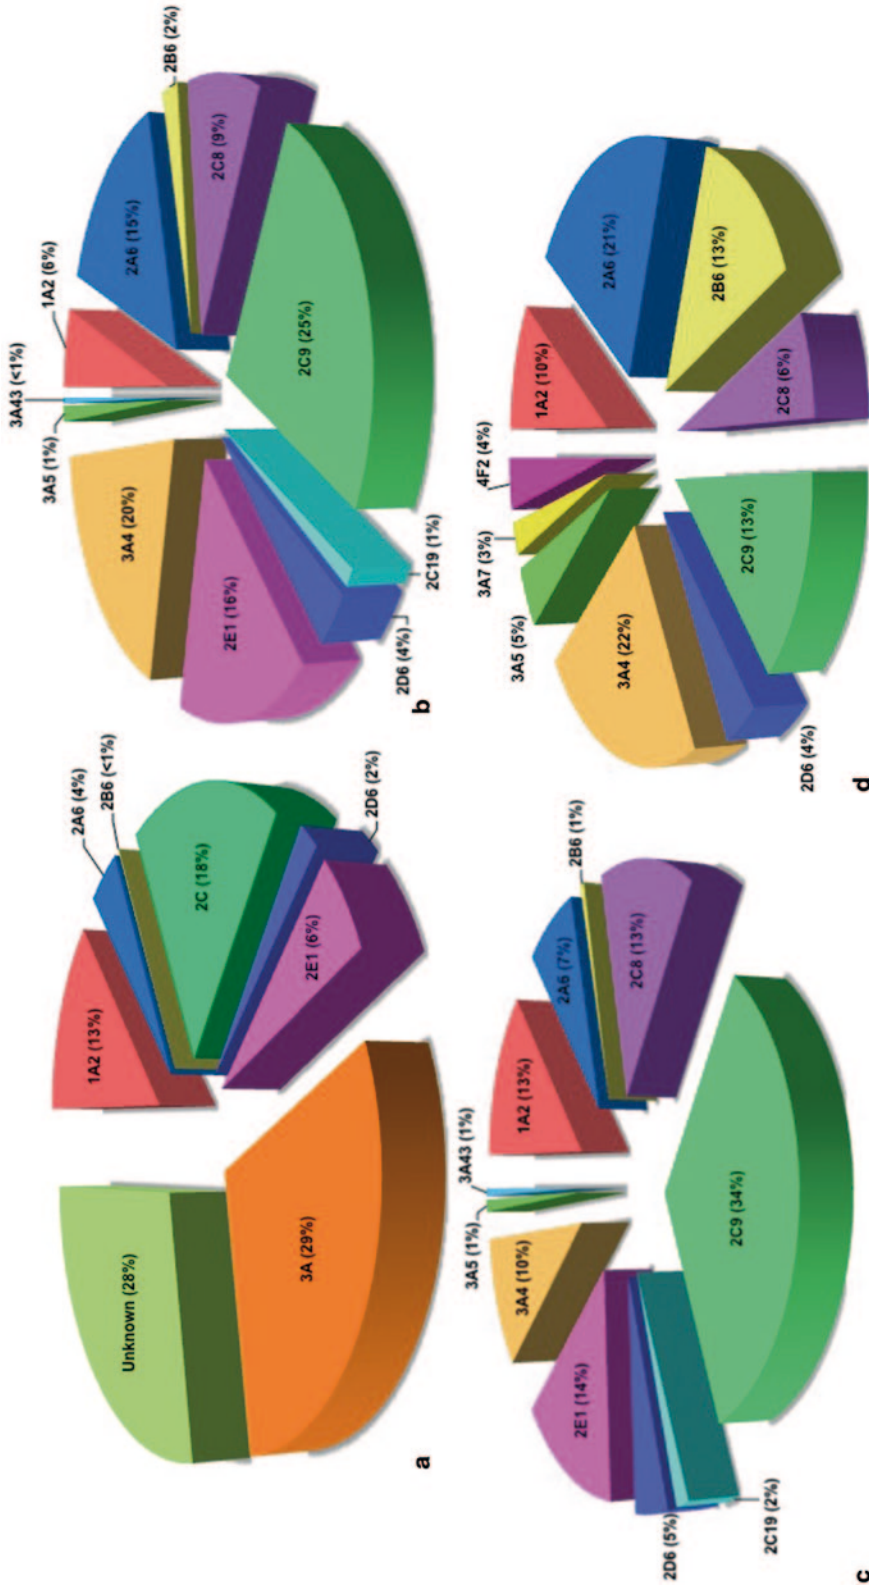 1A2 (13%)
2A6 (4%)
2B6 (<1%)
2C (18%)
2D6 (2%)
2E1 (6%)
3A (29%)
Unknown (28%)
a
3A43 (<1%)
1A2 (6%)
2A6 (15%)
2B6 (2%)
2C8 (9%)
2C9 (25%)
2C19 (1%)
2D6 (4%)
2E1 (16%)
3A4 (20%)
3A5 (1%)
b
3A43 (1%)
1A2 (13%)
2A6 (7%)
2B6 (1%)
2C8 (13%)
2C9 (34%)
2C19 (2%)
2D6 (5%)
2E1 (14%)
3A4 (10%)
3A5 (1%)
c
1A2 (10%)
2A6 (21%)
2B6 (13%)
2C8 (6%)
2C9 (13%)
2D6 (4%)
3A4 (22%)
3A5 (5%)
3A7 (3%)
4F2 (4%)
d